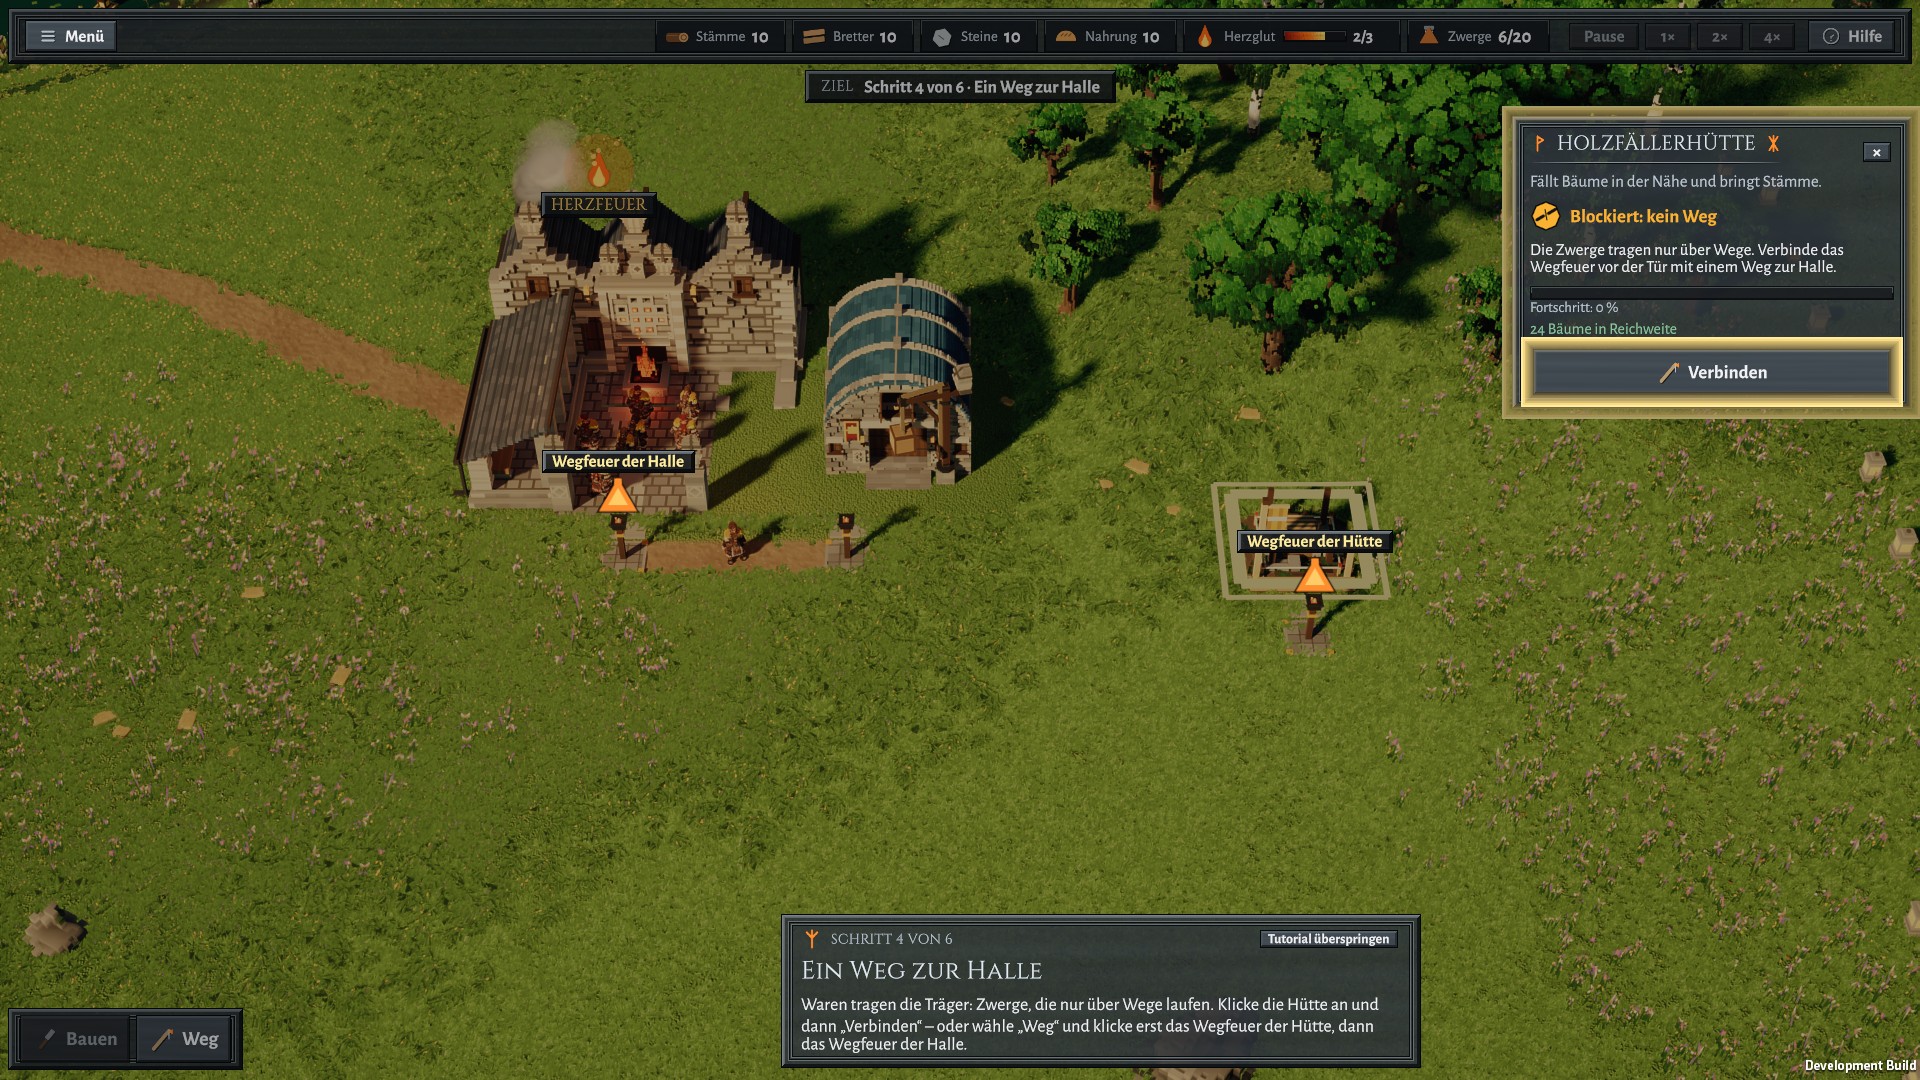 Menü
Stämme 10
Bretter 10
Steine 10
Nahrung 10
Herzglut 2/3
Zwerge 6/20
Pause
1×
2×
4×
Hilfe
ZIEL Schritt 4 von 6 · Ein Weg zur Halle
HOLZFÄLLERHÜTTE
×
Fällt Bäume in der Nähe und bringt Stämme.
Blockiert: kein Weg
Die Zwerge tragen nur über Wege. Verbinde das
Wegfeuer vor der Tür mit einem Weg zur Halle.
Fortschritt: 0 %
24 Bäume in Reichweite
Verbinden
HERZFEUER
Wegfeuer der Halle
Wegfeuer der Hütte
SCHRITT 4 VON 6
Tutorial überspringen
EIN WEG ZUR HALLE
Waren tragen die Träger: Zwerge, die nur über Wege laufen. Klicke die Hütte an und
dann „Verbinden“ – oder wähle „Weg“ und klicke erst das Wegfeuer der Hütte, dann
das Wegfeuer der Halle.
Bauen
Weg
Development Build